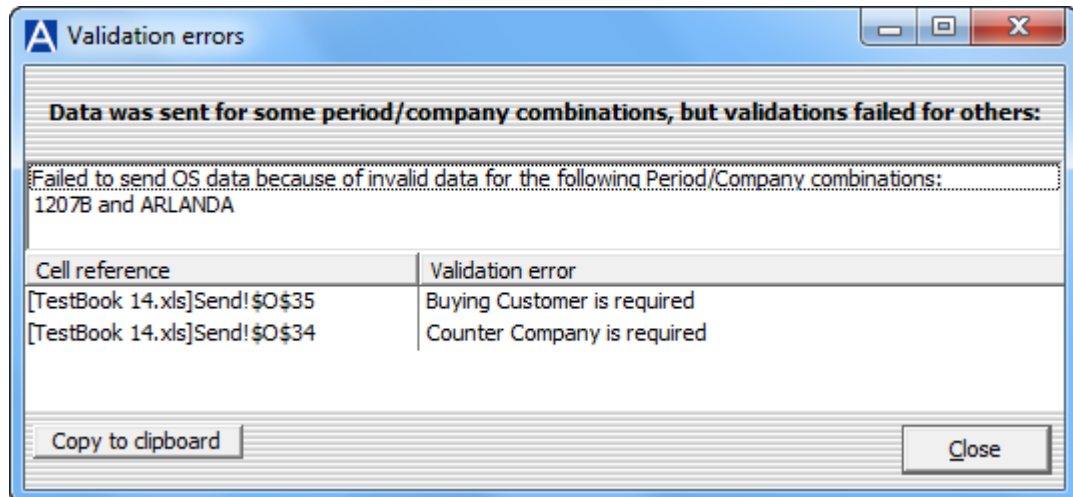 Validation errors
Data was sent for some period/company combinations, but validations failed for others:
Failed to send OS data because of invalid data for the following Period/Company combinations:
1207B and ARLANDA
Cell reference Validation error
[TestBook 14.xls]Send!$O$35 Buying Customer is required
[TestBook 14.xls]Send!$O$34 Counter Company is required
Copy to clipboard
Close